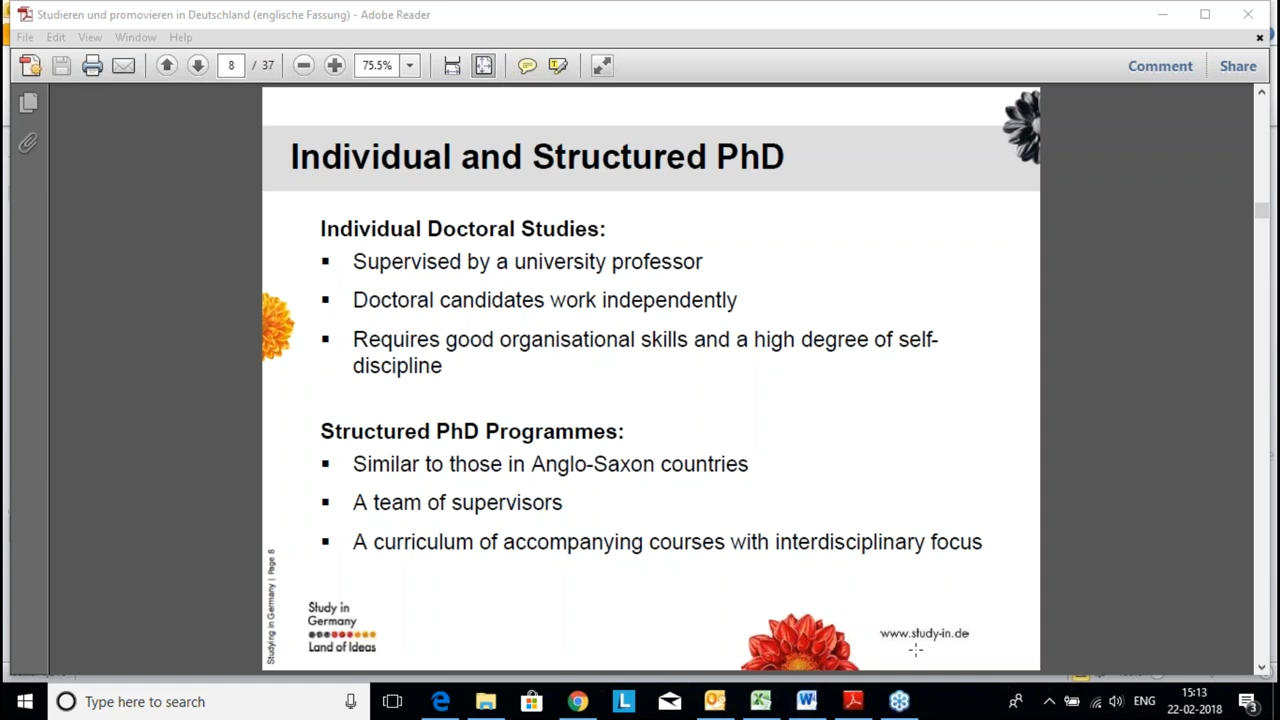 Studieren und promovieren in Deutschland (englische Fassung) - Adobe Reader
File Edit View Window Help
8 / 37 75.5% Comment Share
Individual and Structured PhD
Individual Doctoral Studies:
▪ Supervised by a university professor
▪ Doctoral candidates work independently
▪ Requires good organisational skills and a high degree of self-
discipline
Structured PhD Programmes:
▪ Similar to those in Anglo-Saxon countries
▪ A team of supervisors
▪ A curriculum of accompanying courses with interdisciplinary focus
Studying in Germany | Page 8
Study in
Germany
Land of Ideas
www.study-in.de
Type here to search
ENG
15:13
22-02-2018
3